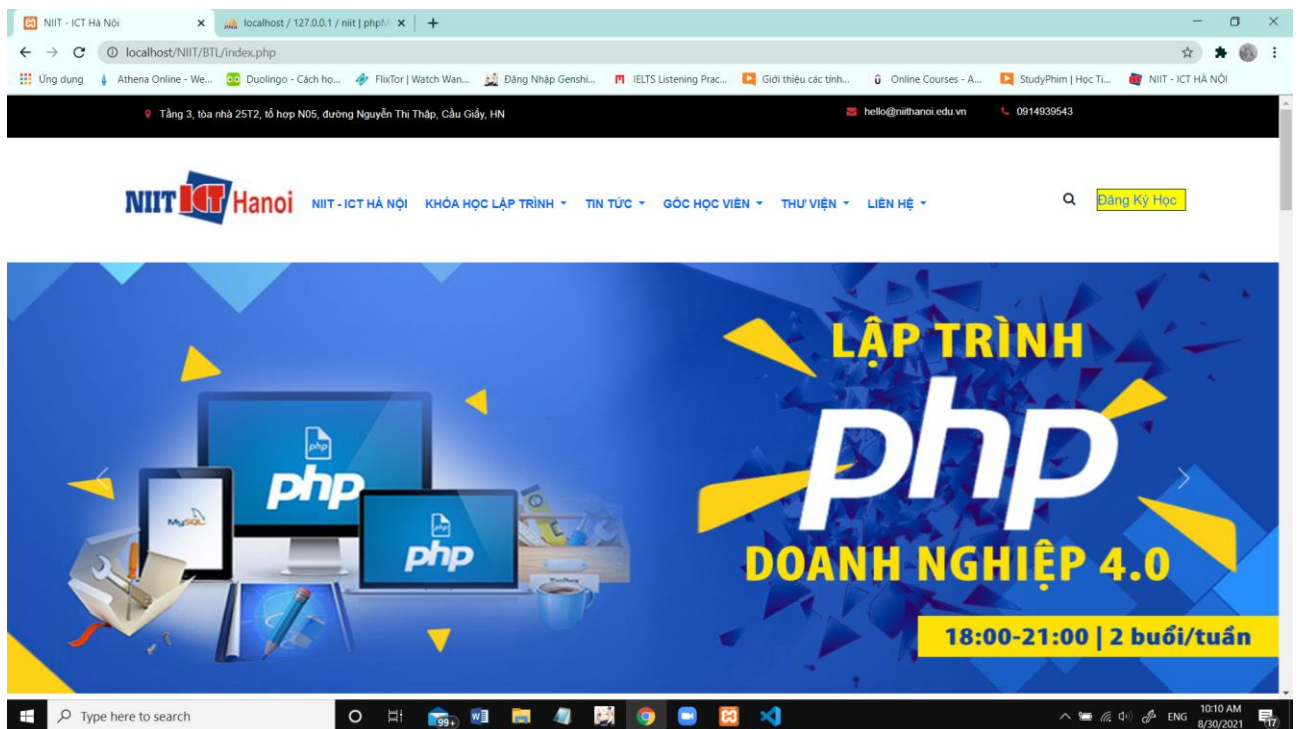 NIIT - ICT Hà Nội
localhost / 127.0.0.1 / niit | phpM
localhost/NIIT/BTL/index.php
Ứng dụng Athena Online - We... Duolingo - Cách họ... FlixTor | Watch Wan... Đăng Nhập Genshi... IELTS Listening Prac... Giới thiệu các tính... Online Courses - A... StudyPhim | Học Ti... NIIT - ICT HÀ NỘI
Tầng 3, tòa nhà 25T2, tổ hợp N05, đường Nguyễn Thị Thập, Cầu Giấy, HN hello@niithanoi.edu.vn 0914939543
NIIT ICT Hanoi NIIT - ICT HÀ NỘI KHÓA HỌC LẬP TRÌNH TIN TỨC GÓC HỌC VIÊN THƯ VIỆN LIÊN HỆ Đăng Ký Học
LẬP TRÌNH
php
DOANH NGHIỆP 4.0
18:00-21:00 | 2 buổi/tuần
php
php
MySQL
php
php
Type here to search
99+
ENG
10:10 AM
8/30/2021
17